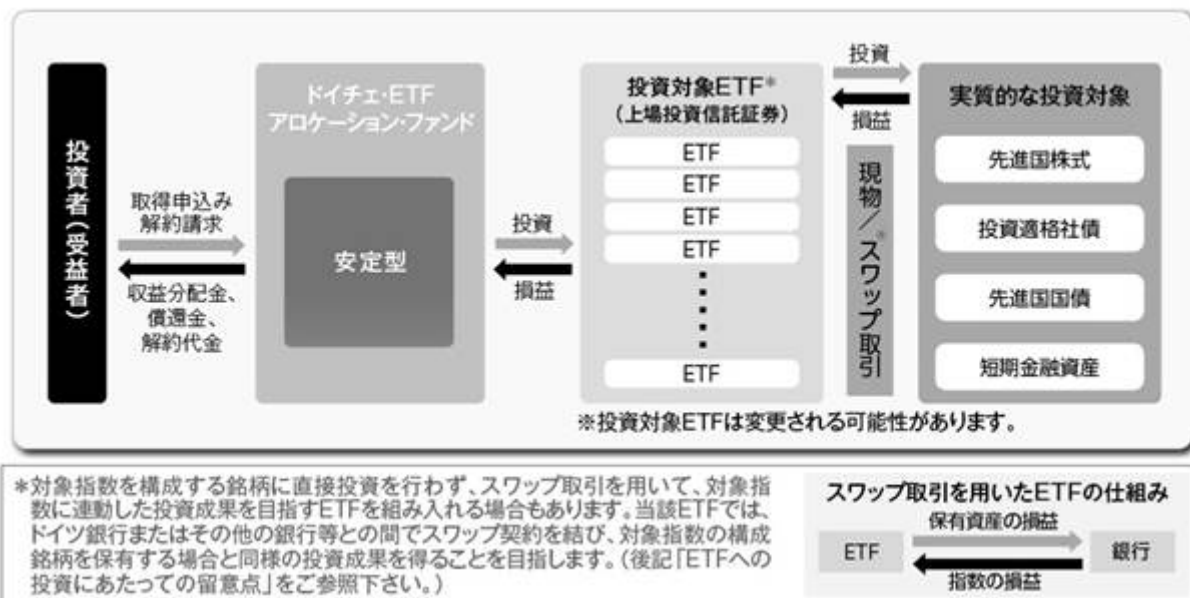 投資者(受益者)
取得申込み
解約請求
収益分配金、
償還金、
解約代金
ドイチェ・ETF
アロケーション・ファンド
安定型
投資
損益
投資対象ETF*
(上場投資信託証券)
ETF
ETF
ETF
ETF
ETF
投資
損益
現物/*スワップ取引
実質的な投資対象
先進国株式
投資適格社債
先進国国債
短期金融資産
※投資対象ETFは変更される可能性があります。
*対象指数を構成する銘柄に直接投資を行わず、スワップ取引を用いて、対象指
数に連動した投資成果を目指すETFを組み入れる場合もあります。当該ETFでは、
ドイツ銀行またはその他の銀行等との間でスワップ契約を結び、対象指数の構成
銘柄を保有する場合と同様の投資成果を得ることを目指します。(後記「ETFへの
投資にあたっての留意点」をご参照下さい。)
スワップ取引を用いたETFの仕組み
保有資産の損益
ETF
銀行
指数の損益